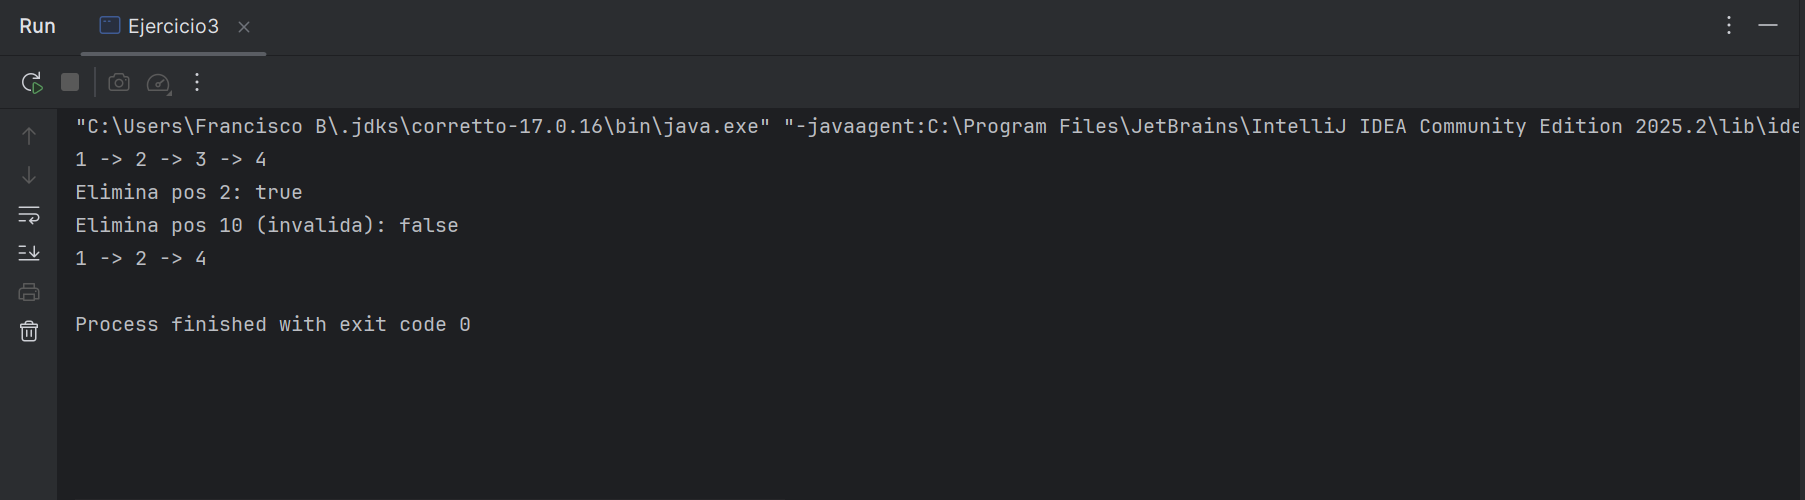 Run Ejercicio3
"C:\Users\Francisco B\.jdks\corretto-17.0.16\bin\java.exe" "-javaagent:C:\Program Files\JetBrains\IntelliJ IDEA Community Edition 2025.2\lib\ide
1 -> 2 -> 3 -> 4
Elimina pos 2: true
Elimina pos 10 (invalida): false
1 -> 2 -> 4
Process finished with exit code 0